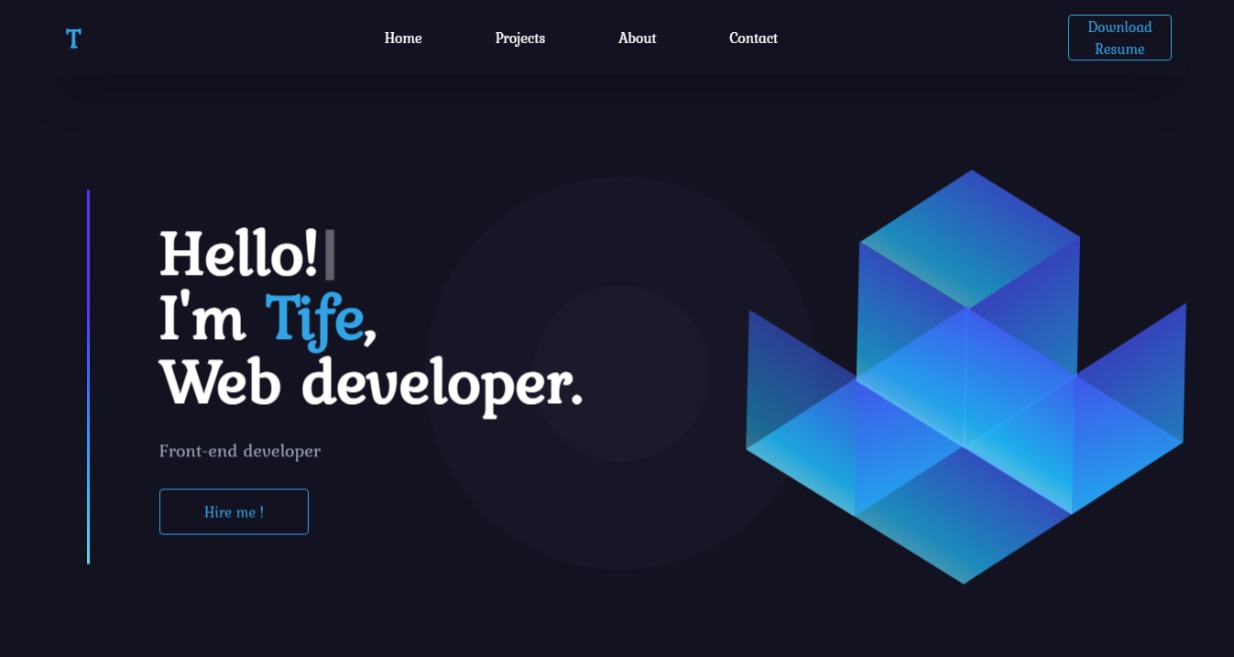 T
Home
Projects
About
Contact
Download
Resume
Hello!
I'm Tife,
Web developer.
Front-end developer
Hire me !